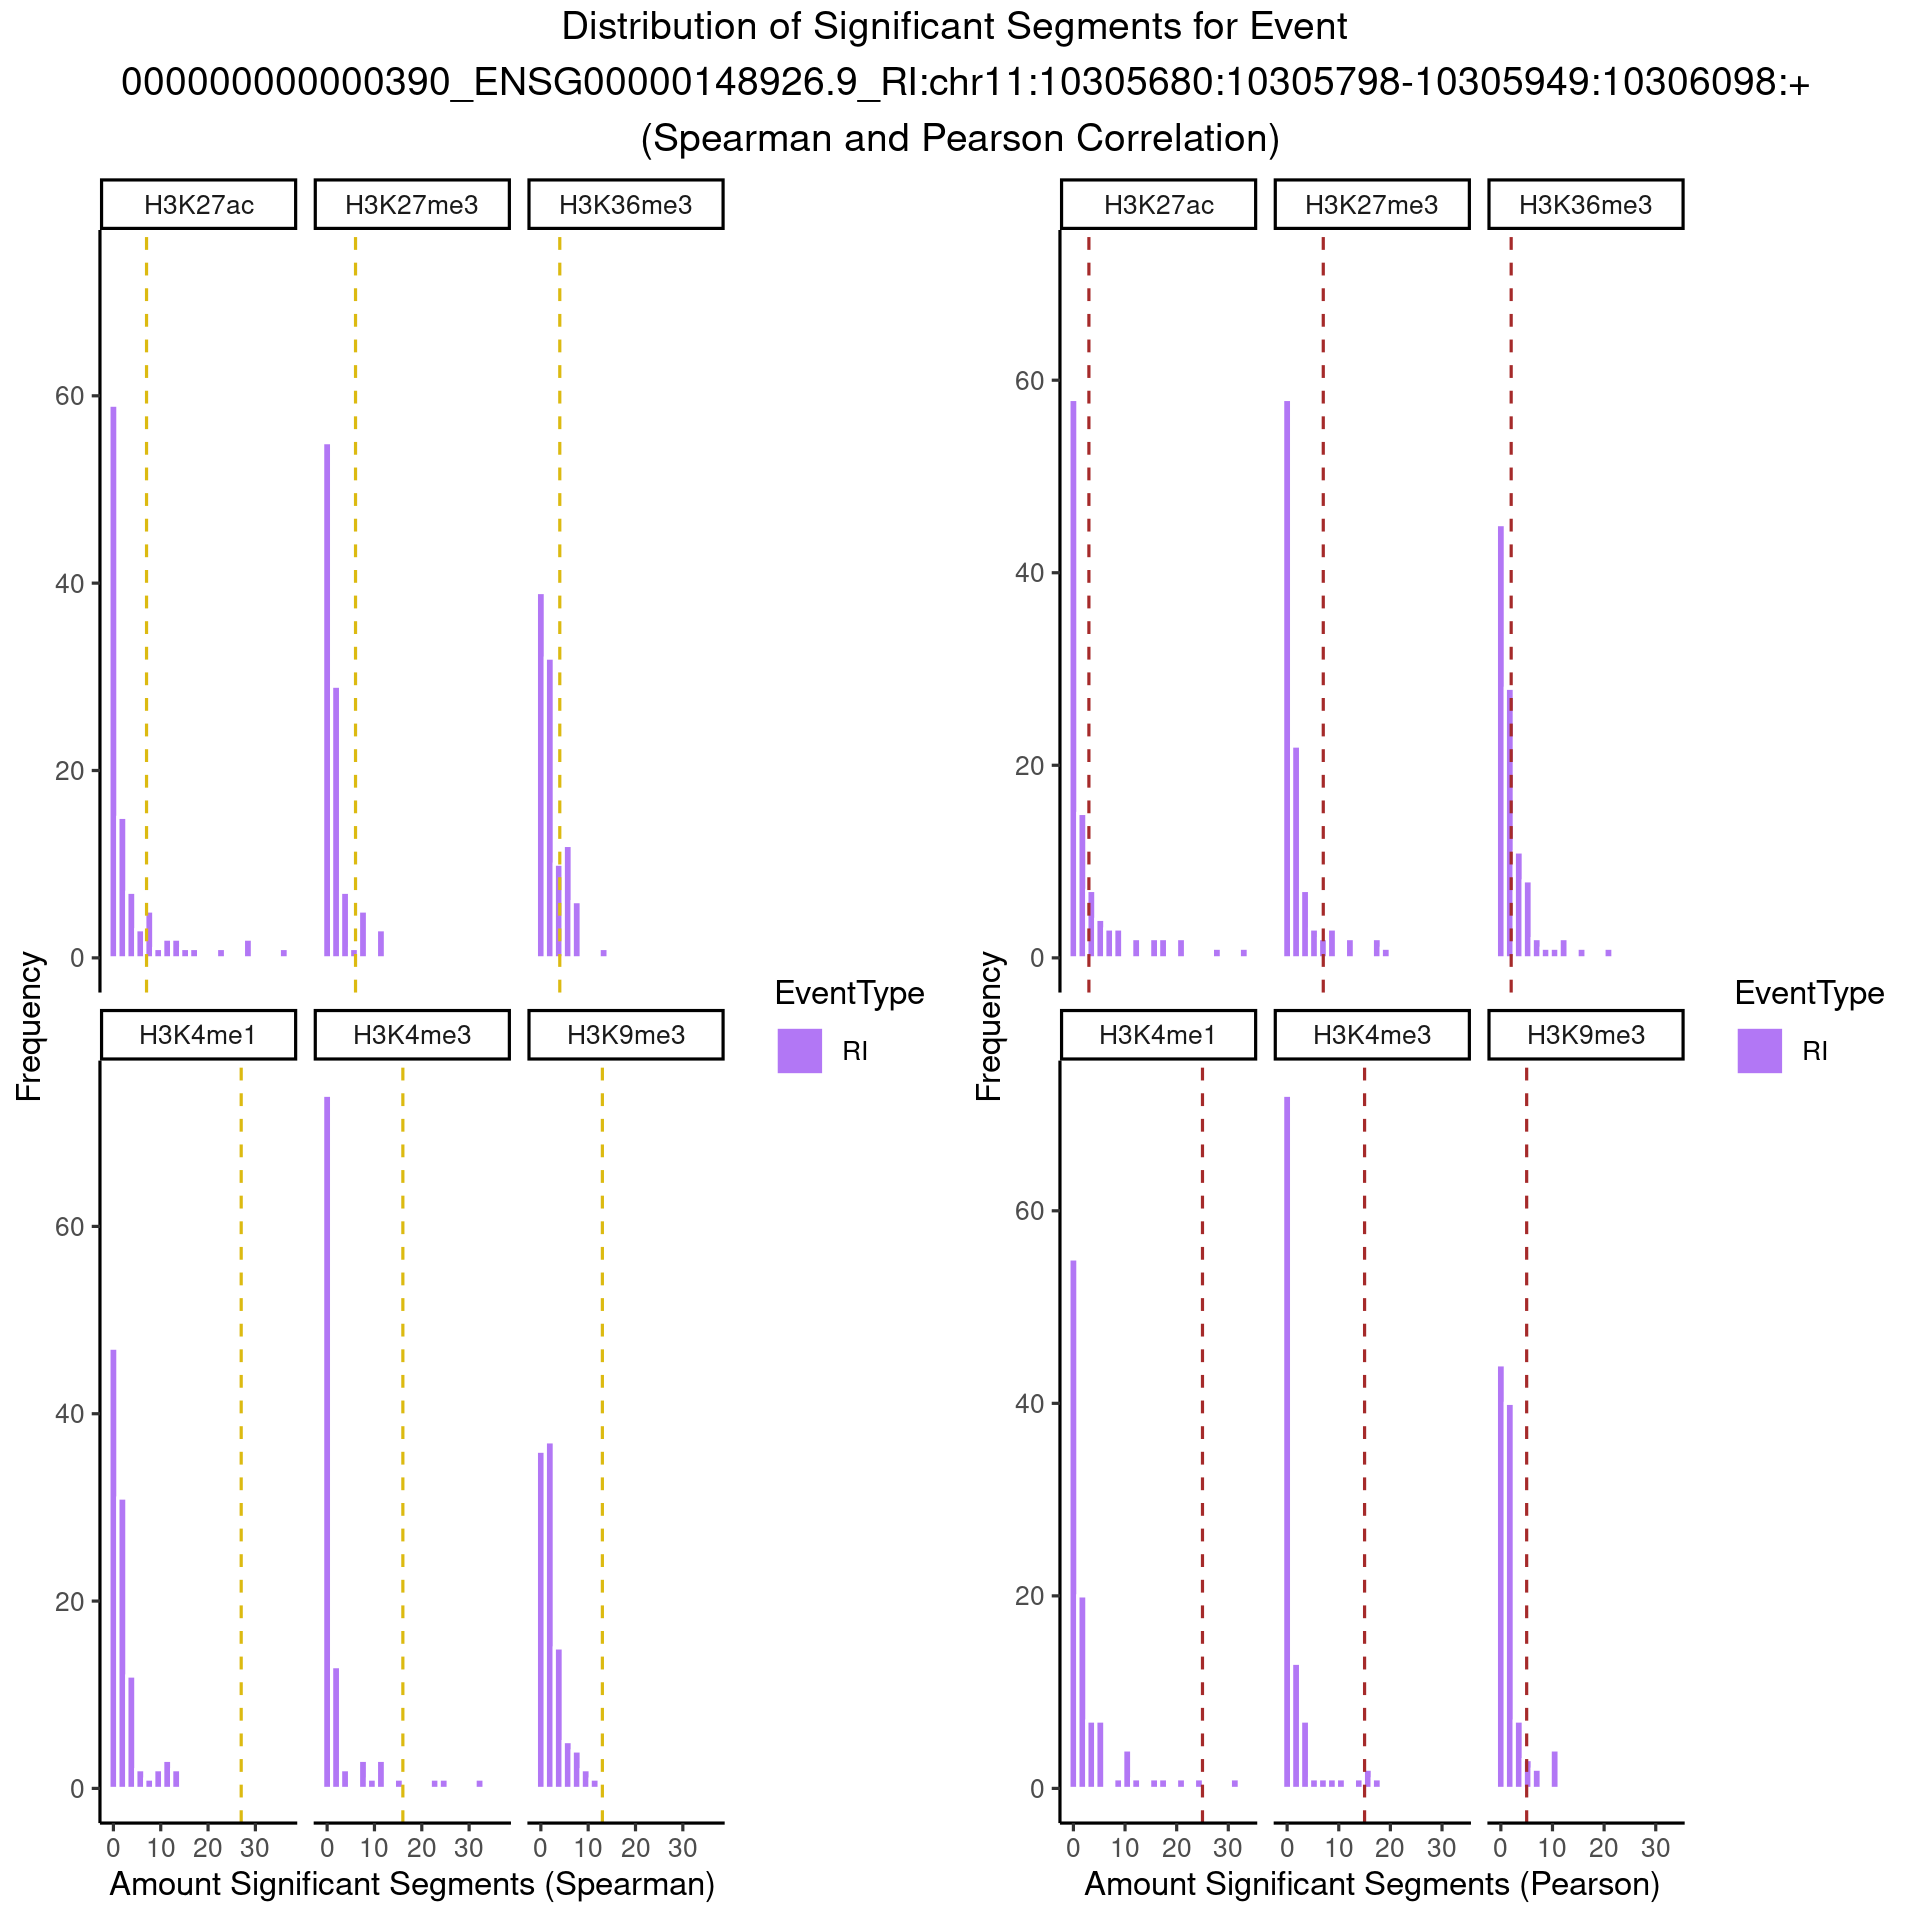 Distribution of Significant Segments for Event
000000000000390_ENSG00000148926.9_RI:chr11:10305680:10305798-10305949:10306098:+
(Spearman and Pearson Correlation)
H3K27ac H3K27me3 H3K36me3
60
40
20
0
H3K4me1 H3K4me3 H3K9me3
60
40
20
0
0 10 20 30 0 10 20 30 0 10 20 30
Frequency
Amount Significant Segments (Spearman)
EventType
RI
H3K27ac H3K27me3 H3K36me3
60
40
20
0
H3K4me1 H3K4me3 H3K9me3
60
40
20
0
0 10 20 30 0 10 20 30 0 10 20 30
Frequency
Amount Significant Segments (Pearson)
EventType
RI